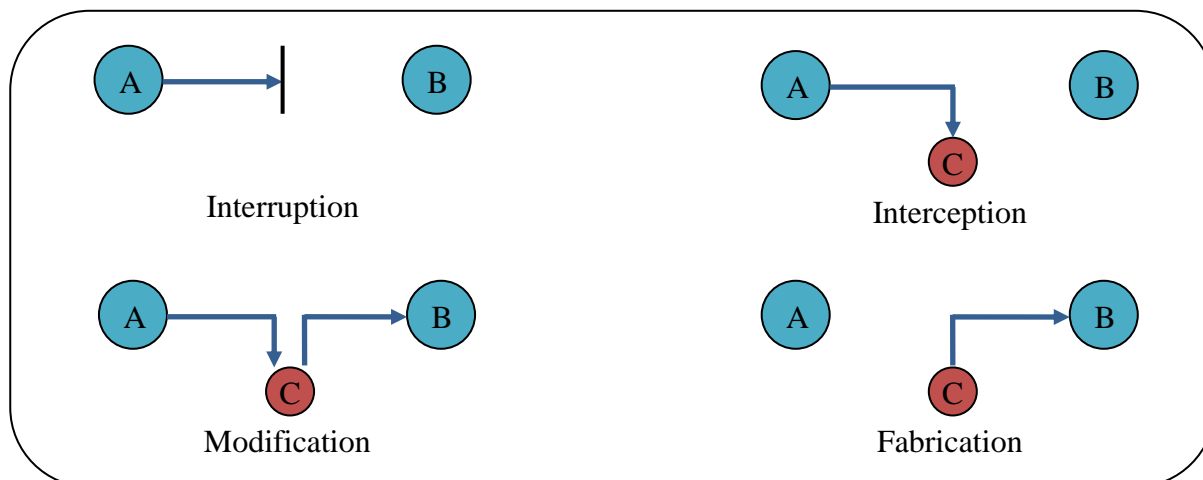 A B
A B
C
Interruption
Interception
A B
A B
C
C
Modification
Fabrication